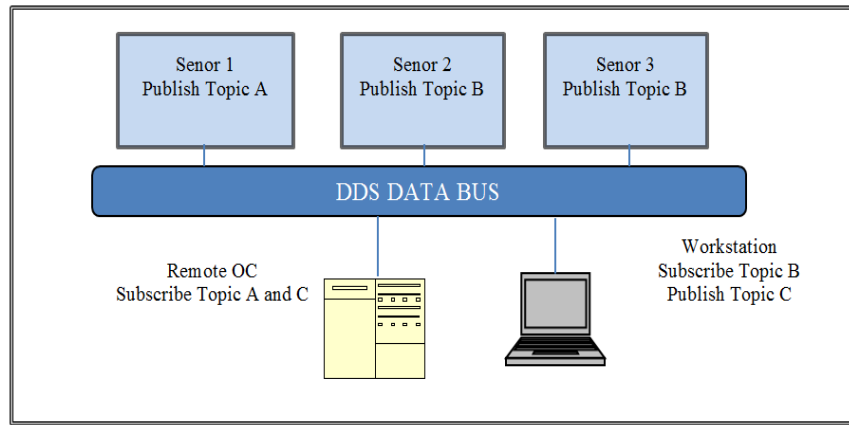 Senor 1
Publish Topic A
Senor 2
Publish Topic B
Senor 3
Publish Topic B
DDS DATA BUS
Remote OC
Subscribe Topic A and C
Workstation
Subscribe Topic B
Publish Topic C